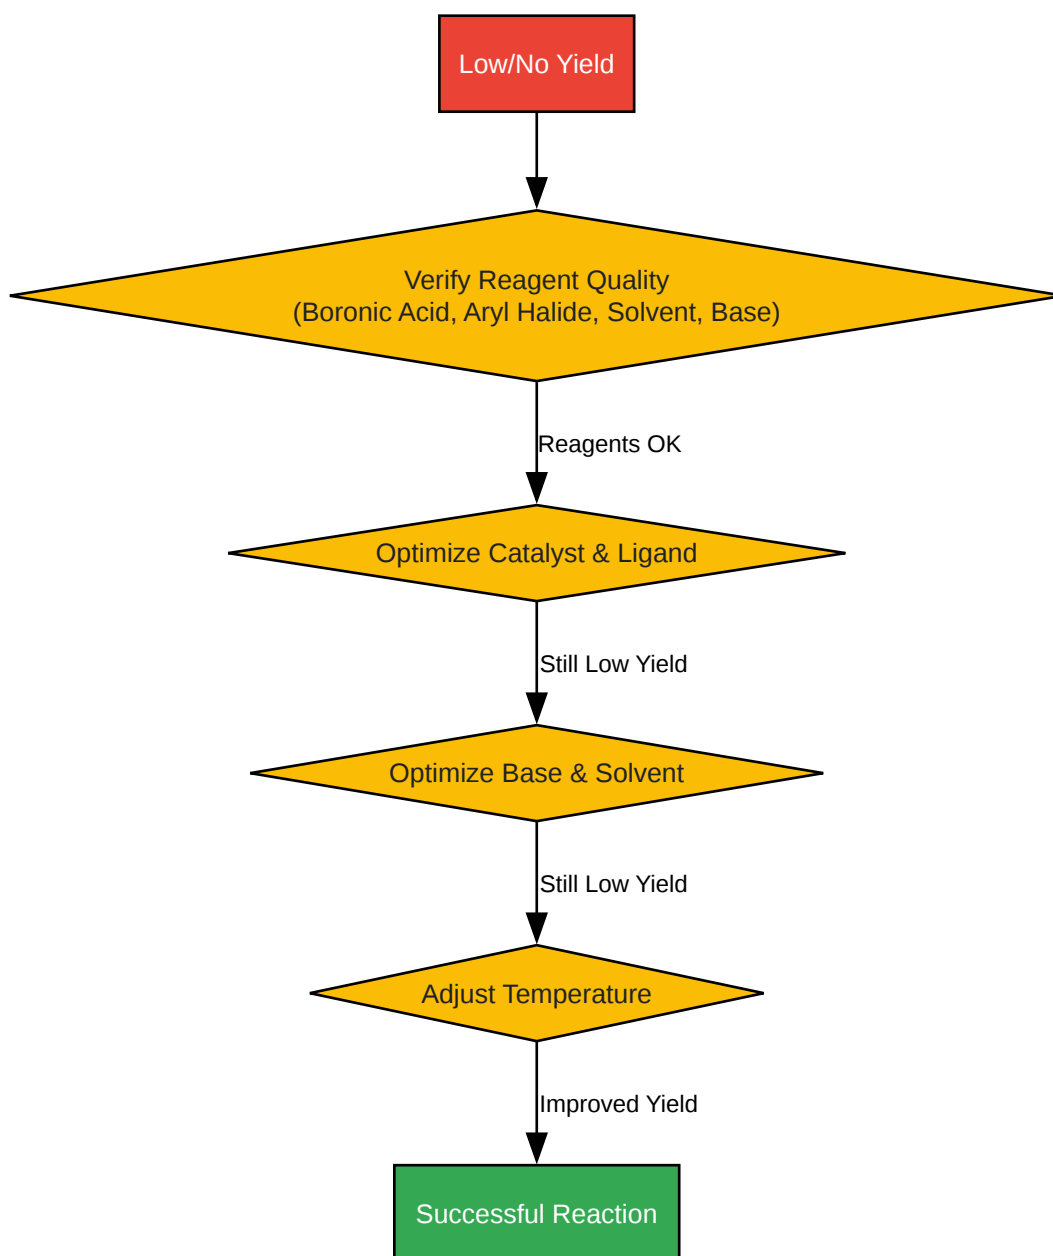 Low/No Yield
Verify Reagent Quality
(Boronic Acid, Aryl Halide, Solvent, Base)
Reagents OK
Optimize Catalyst & Ligand
Still Low Yield
Optimize Base & Solvent
Still Low Yield
Adjust Temperature
Improved Yield
Successful Reaction